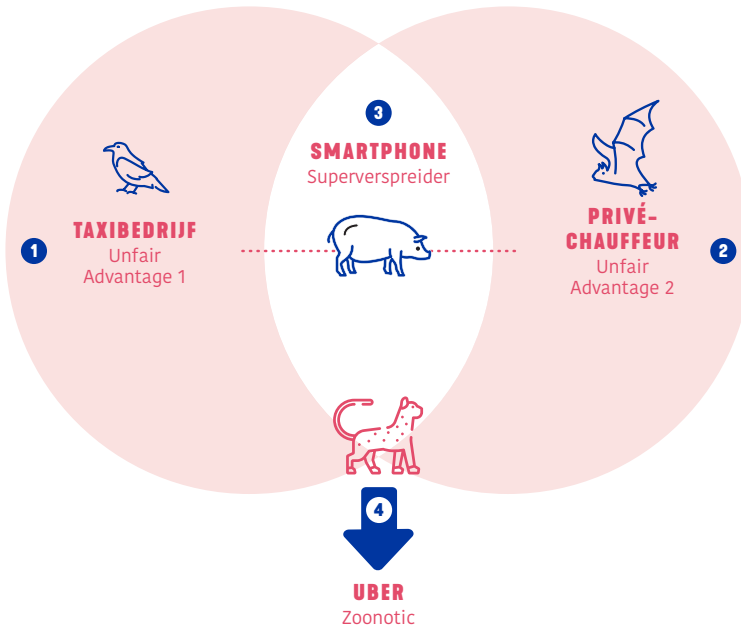 1
TAXIBEDRIJF
Unfair
Advantage 1
3
SMARTPHONE
Superverspreider
PRIVÉ-
CHAUFFEUR
Unfair
Advantage 2
2
4
UBER
Zoonotic